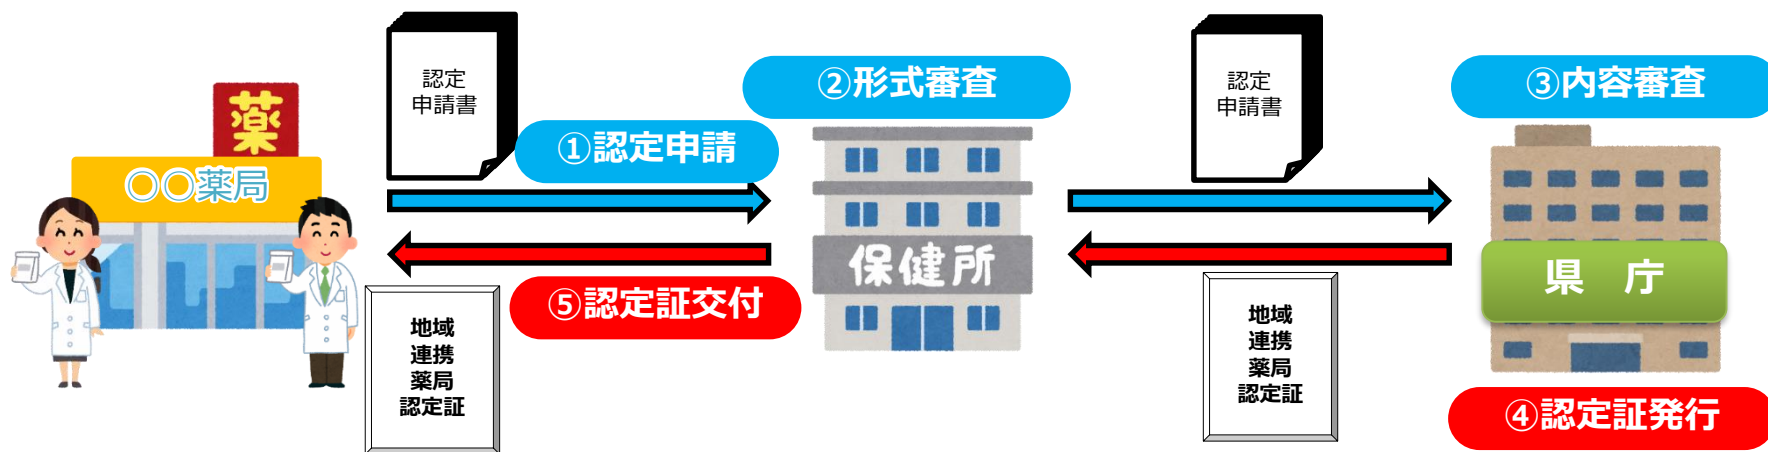 薬
〇〇薬局
認定
申請書
①認定申請
⑤認定証交付
地域
連携
薬局
認定証
②形式審査
保健所
認定
申請書
地域
連携
薬局
認定証
③内容審査
県　庁
④認定証発行